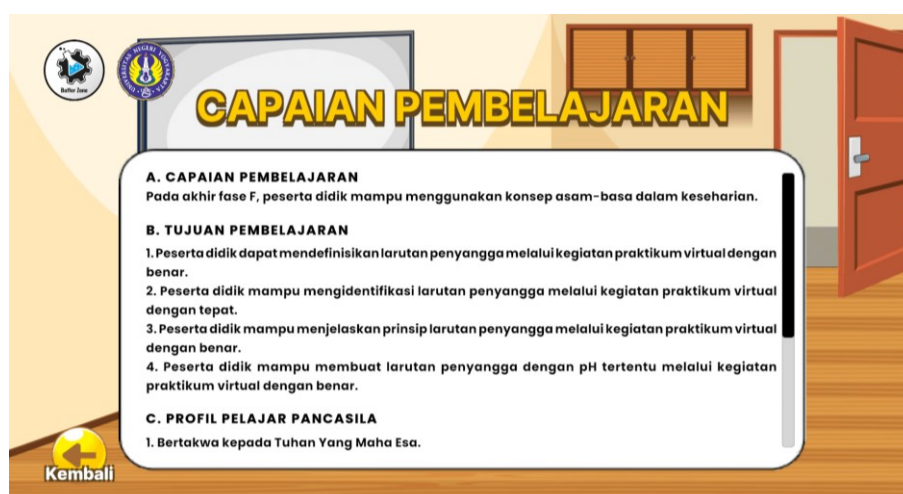 UNIVERSITAS NEGERI YOGYAKARTA
Buffer Zone
CAPAIAN PEMBELAJARAN
A. CAPAIAN PEMBELAJARAN
Pada akhir fase F, peserta didik mampu menggunakan konsep asam-basa dalam keseharian.
B. TUJUAN PEMBELAJARAN
1. Peserta didik dapat mendefinisikan larutan penyangga melalui kegiatan praktikum virtual dengan
benar.
2. Peserta didik mampu mengidentifikasi larutan penyangga melalui kegiatan praktikum virtual
dengan tepat.
3. Peserta didik mampu menjelaskan prinsip larutan penyangga melalui kegiatan praktikum virtual
dengan benar.
4. Peserta didik mampu membuat larutan penyangga dengan pH tertentu melalui kegiatan
praktikum virtual dengan benar.
C. PROFIL PELAJAR PANCASILA
1. Bertakwa kepada Tuhan Yang Maha Esa.
Kembali